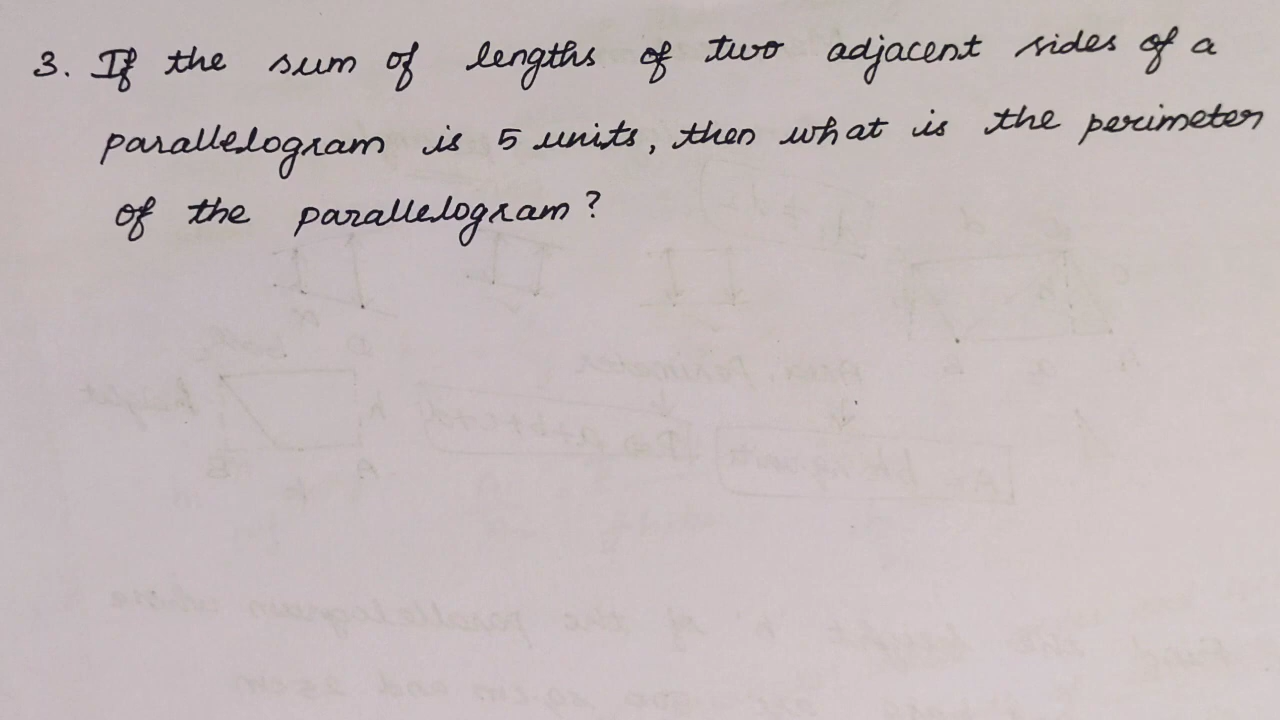 3. If the sum of lengths of two adjacent sides of a
parallelogram is 5 units, then what is the perimeter
of the parallelogram?